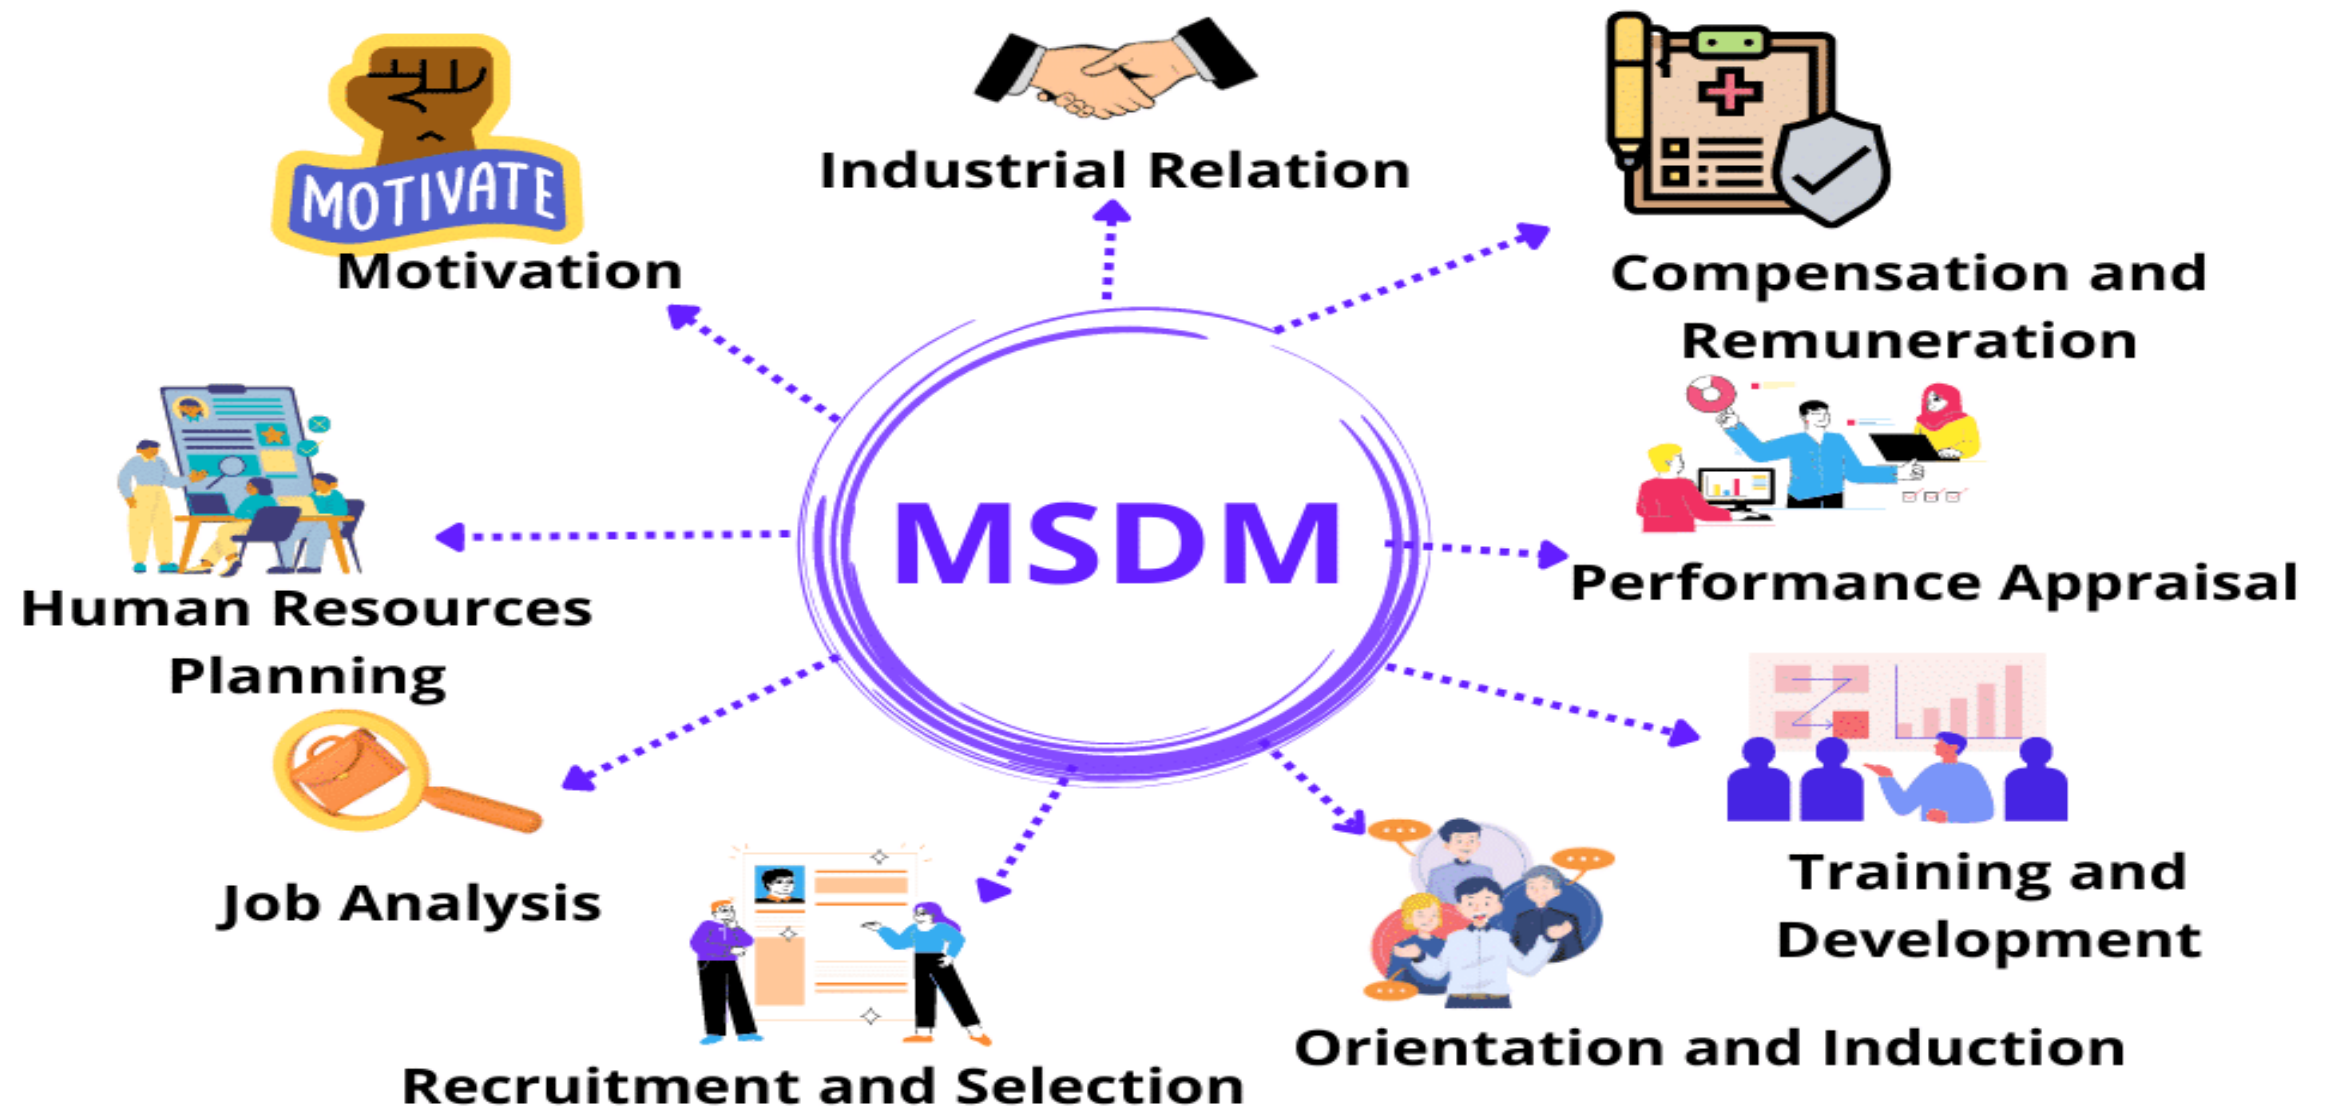 MOTIVATE
Motivation
Industrial Relation
Compensation and
Remuneration
Human Resources
Planning
MSDM
Performance Appraisal
Job Analysis
Training and
Development
Recruitment and Selection
Orientation and Induction